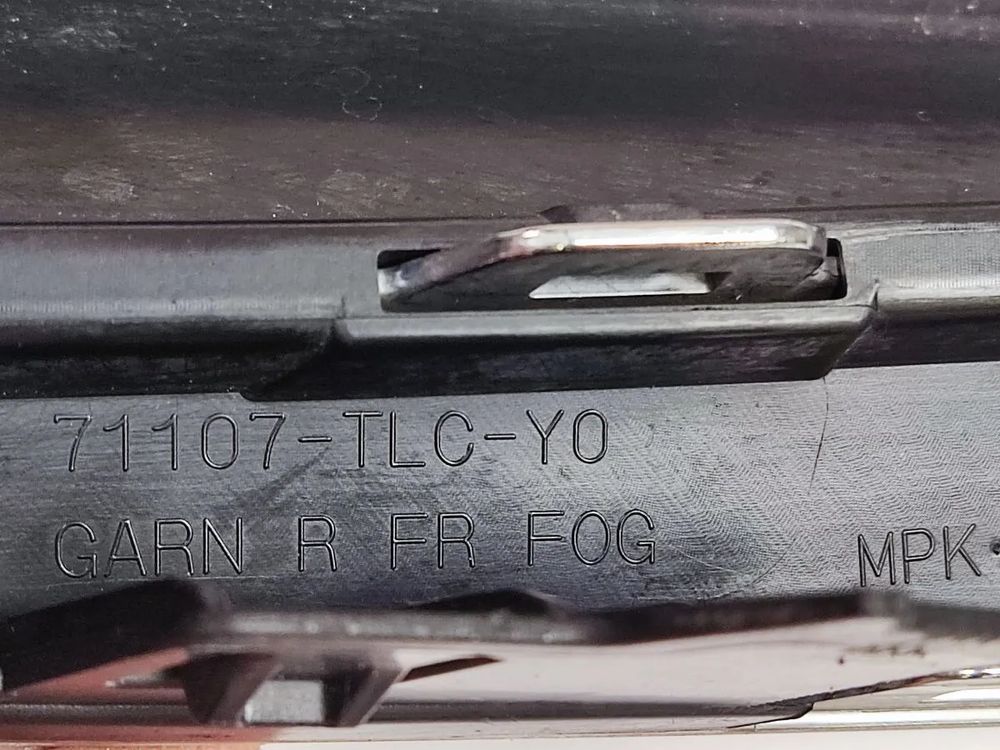 71107-TLC-Y0
GARN R FR FOG
MPK